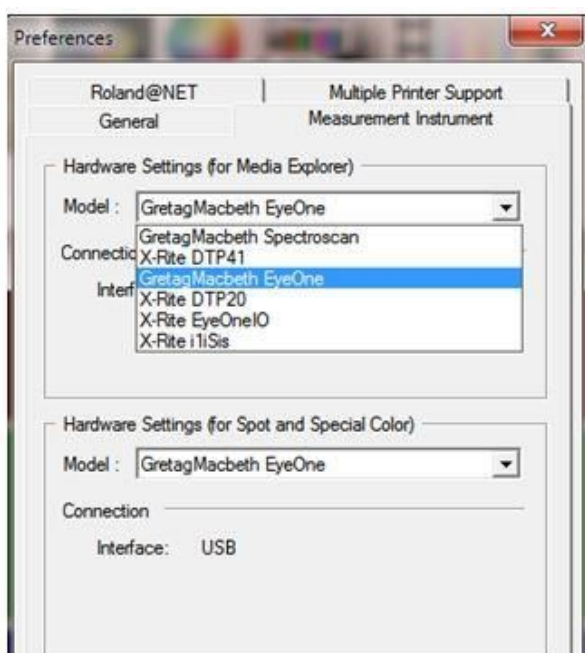 Preferences
Roland@NET
Multiple Printer Support
General
Measurement Instrument
Hardware Settings (for Media Explorer)
Model : GretagMacbeth EyeOne
GretagMacbeth Spectroscan
X-Rite DTP41
GretagMacbeth EyeOne
X-Rite DTP20
X-Rite EyeOneIO
X-Rite i1iSis
Connectic
Interf
Hardware Settings (for Spot and Special Color)
Model : GretagMacbeth EyeOne
Connection
Interface: USB